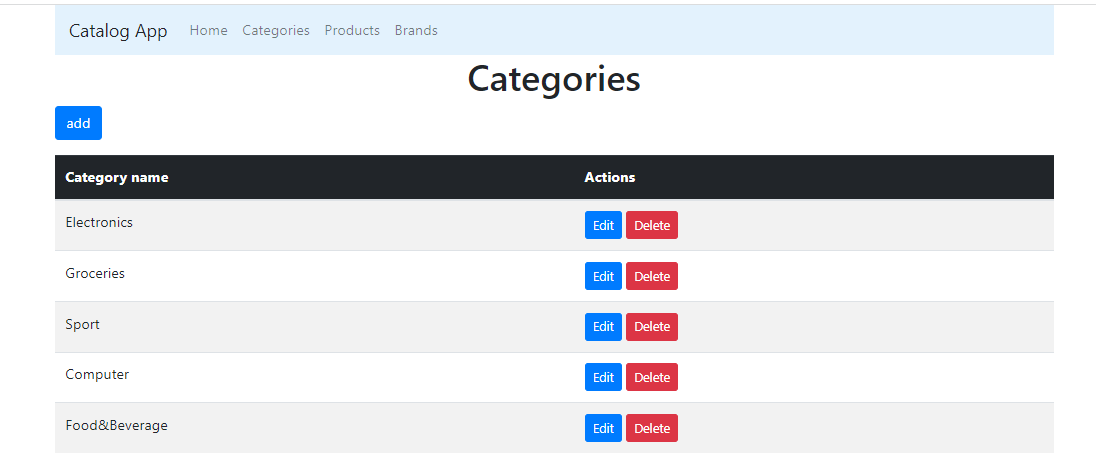 Catalog App Home Categories Products Brands
Categories
add
Category name Actions
Electronics Edit Delete
Groceries Edit Delete
Sport Edit Delete
Computer Edit Delete
Food&Beverage Edit Delete